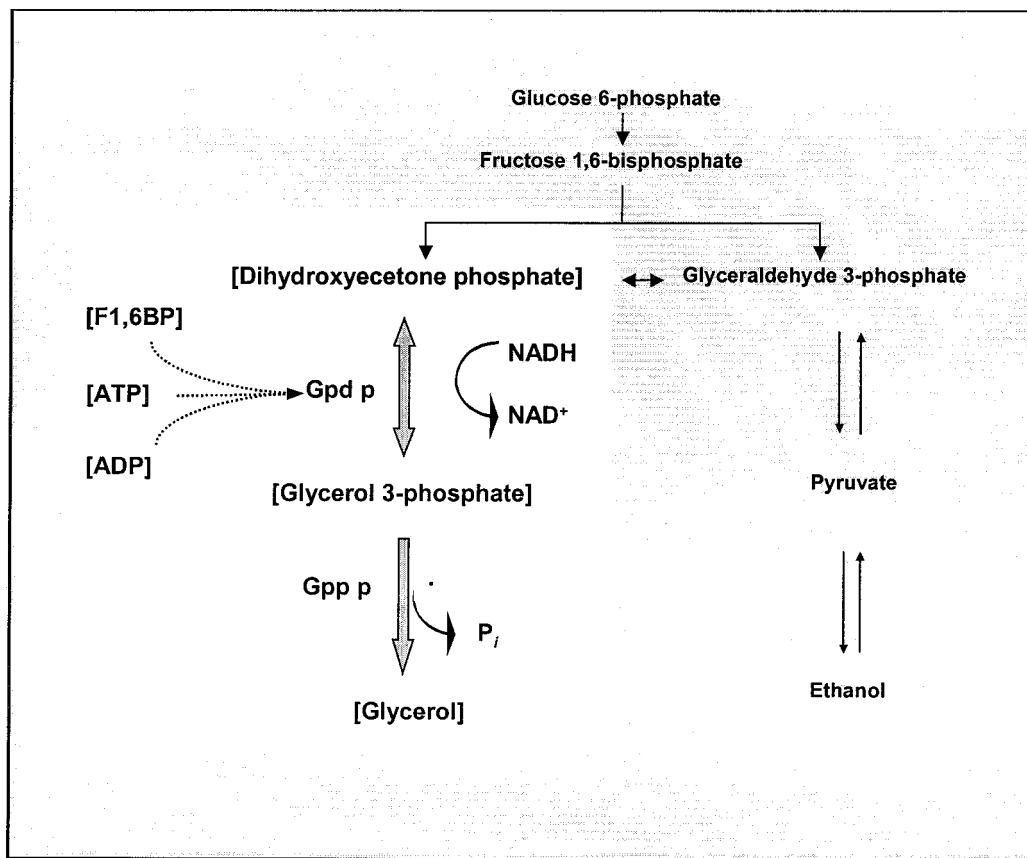 Glucose 6-phosphate
Fructose 1,6-bisphosphate
[Dihydroxyecetone phosphate]
Glyceraldehyde 3-phosphate
[F1,6BP]
NADH
[ATP]
Gpd p
NAD+
[ADP]
[Glycerol 3-phosphate]
Pyruvate
Gpp p
Pi
[Glycerol]
Ethanol